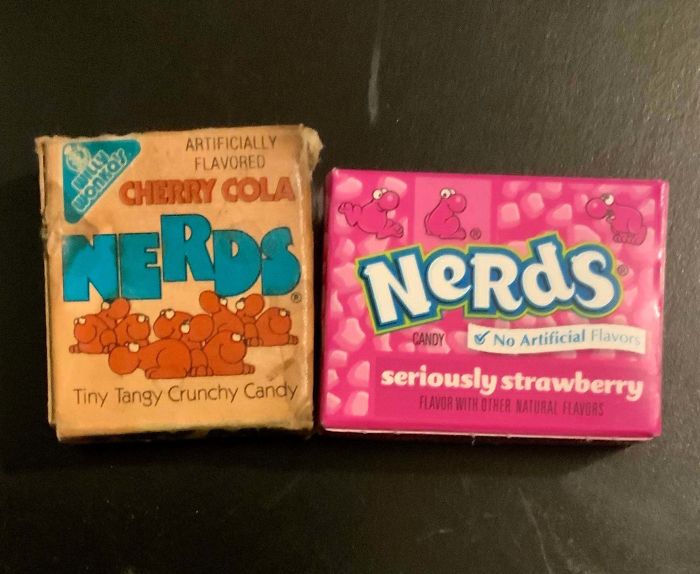 WILLY
WONKA'S
ARTIFICIALLY
FLAVORED
CHERRY COLA
NERDS®
Tiny Tangy Crunchy Candy
®
NeRdS®
CANDY
No Artificial Flavors
seriously strawberry
FLAVOR WITH OTHER NATURAL FLAVORS